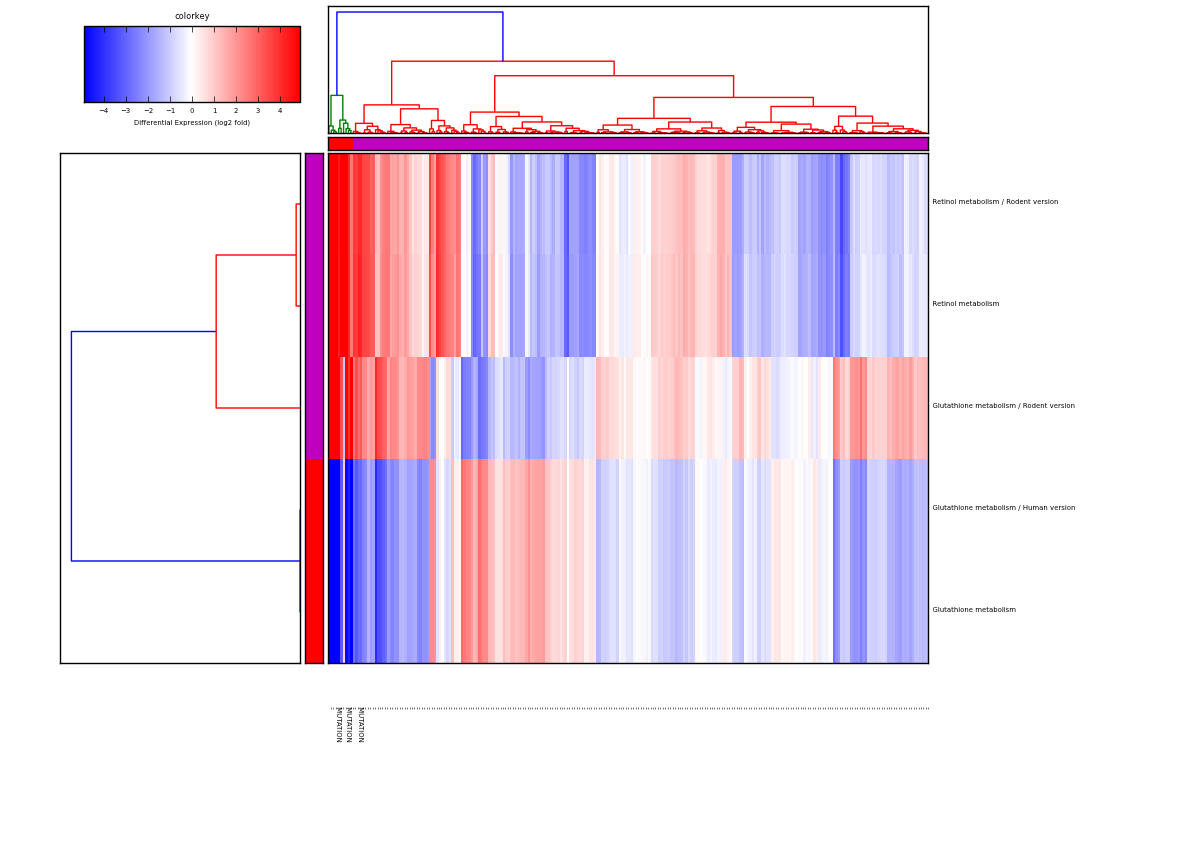 colorkey
−4 −3 −2 −1 0 1 2 3 4
Differential Expression (log2 fold)
Retinol metabolism / Rodent version
Retinol metabolism
Glutathione metabolism / Rodent version
Glutathione metabolism / Human version
Glutathione metabolism
MUTATION
MUTATION
MUTATION